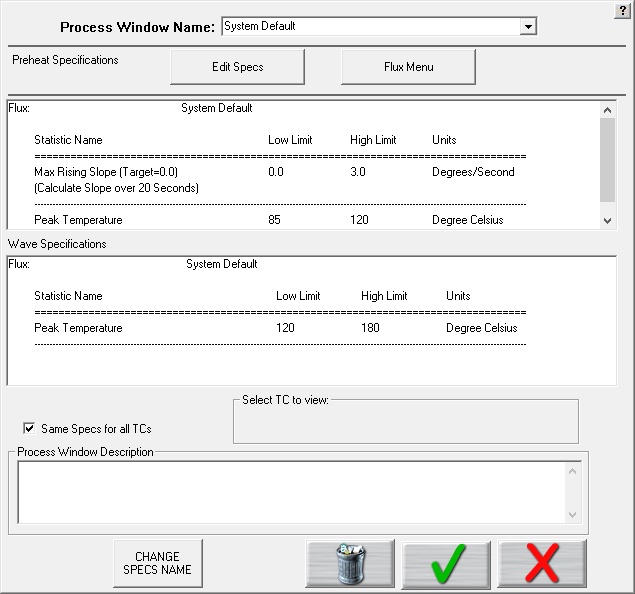 ?
Process Window Name: System Default
Preheat Specifications Edit Specs Flux Menu
Flux: System Default
Statistic Name Low Limit High Limit Units
Max Rising Slope (Target=0.0) 0.0 3.0 Degrees/Second
(Calculate Slope over 20 Seconds)
Peak Temperature 85 120 Degree Celsius
Wave Specifications
Flux: System Default
Statistic Name Low Limit High Limit Units
Peak Temperature 120 180 Degree Celsius
Select TC to view:
Same Specs for all TCs
Process Window Description
CHANGE
SPECS NAME